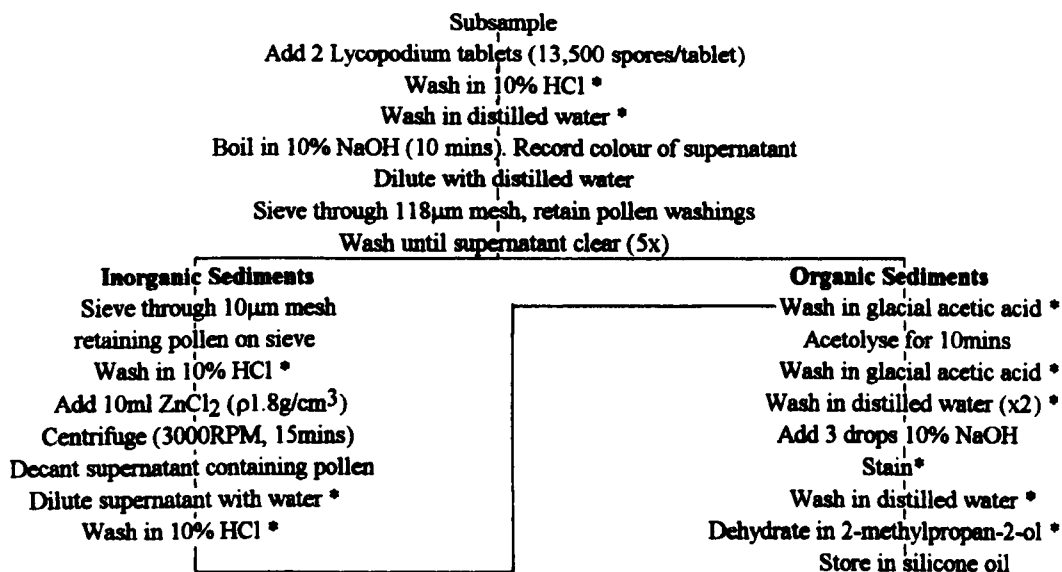 Subsample
Add 2 Lycopodium tablets (13,500 spores/tablet)
Wash in 10% HCl *
Wash in distilled water *
Boil in 10% NaOH (10 mins). Record colour of supernatant
Dilute with distilled water
Sieve through 118μm mesh, retain pollen washings
Wash until supernatant clear (5x)
Inorganic Sediments
Sieve through 10μm mesh
retaining pollen on sieve
Wash in 10% HCl *
Add 10ml ZnCl₂ (ρ1.8g/cm³)
Centrifuge (3000RPM, 15mins)
Decant supernatant containing pollen
Dilute supernatant with water *
Wash in 10% HCl *
Organic Sediments
Wash in glacial acetic acid *
Acetolyse for 10mins
Wash in glacial acetic acid *
Wash in distilled water (x2) *
Add 3 drops 10% NaOH
Stain*
Wash in distilled water *
Dehydrate in 2-methylpropan-2-ol *
Store in silicone oil